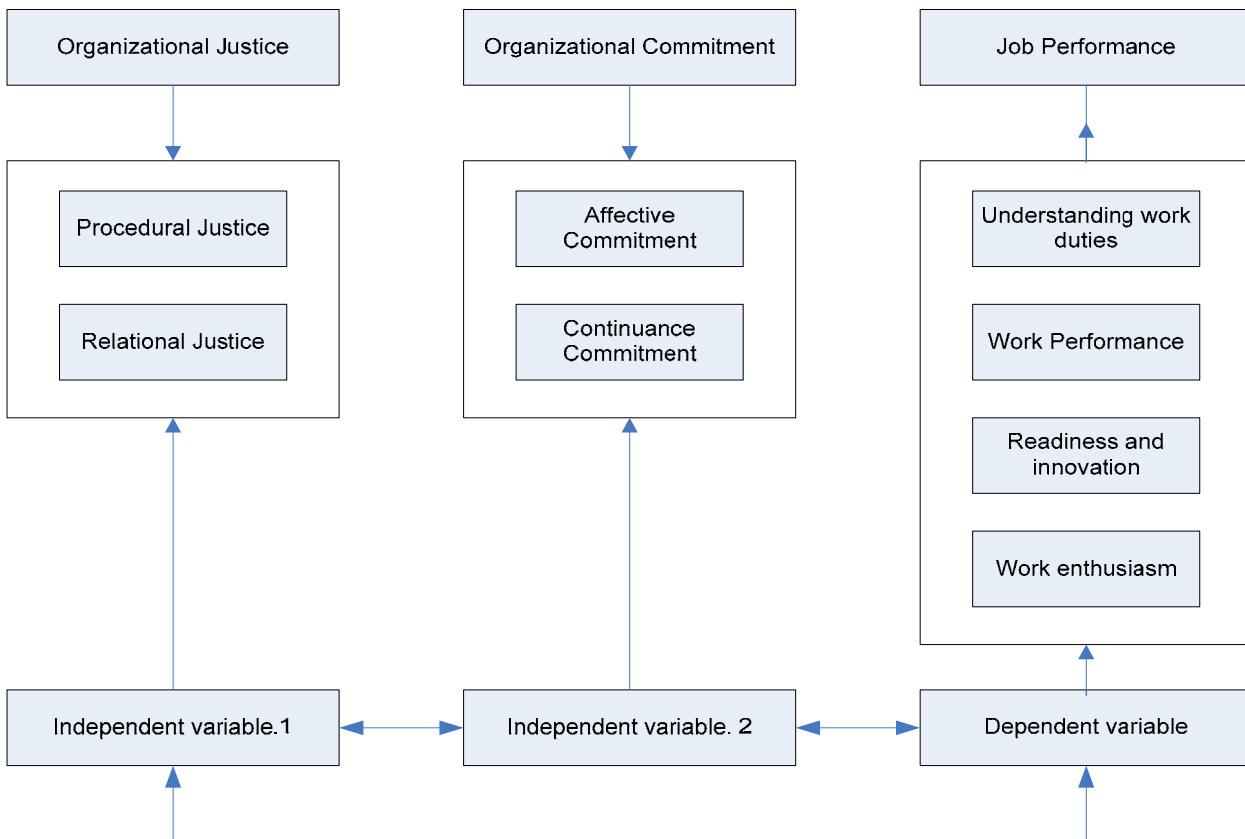 Organizational Justice
Organizational Commitment
Job Performance
Procedural Justice
Relational Justice
Affective
Commitment
Continuance
Commitment
Understanding work
duties
Work Performance
Readiness and
innovation
Work enthusiasm
Independent variable.1
Independent variable. 2
Dependent variable